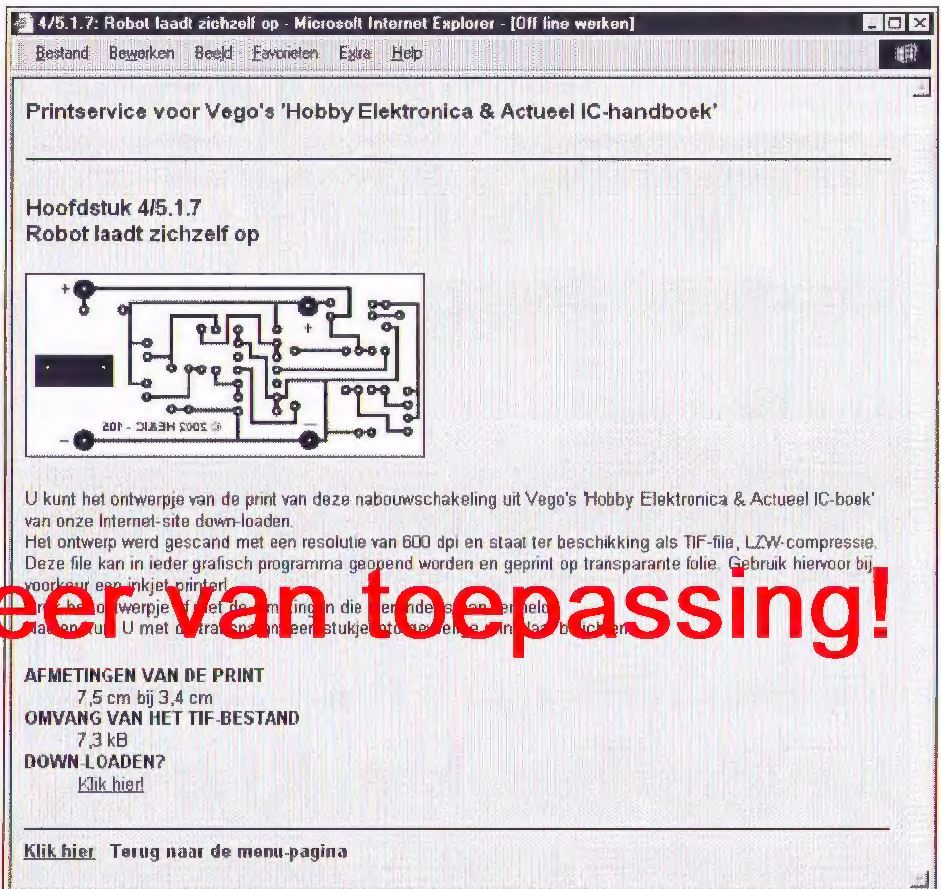 4/5.1.7: Robot laadt zichzelf op - Microsoft Internet Explorer - [Off line werken]
Bestand Bewerken Beeld Favorieten Extra Help
Printservice voor Vego's 'Hobby Elektronica & Actueel IC-handboek'
Hoofdstuk 4/5.1.7
Robot laadt zichzelf op
+
+
© 2002 HE&IC - 105
-
-
U kunt het ontwerpje van de print van deze nabouwschakeling uit Vego's 'Hobby Elektronica & Actueel IC-boek'
van onze Internet-site down-loaden.
Het ontwerp werd gescand met een resolutie van 600 dpi en staat ter beschikking als TIF-file, LZW-compressie.
Deze file kan in ieder grafisch programma geopend worden en geprint op transparante folie. Gebruik hiervoor bij
voorkeur een inkjet-printer!
eer van toepassing!
AFMETINGEN VAN DE PRINT
7,5 cm bij 3,4 cm
OMVANG VAN HET TIF-BESTAND
7,3 kB
DOWN-LOADEN?
Klik hier!
Klik hier Terug naar de menu-pagina